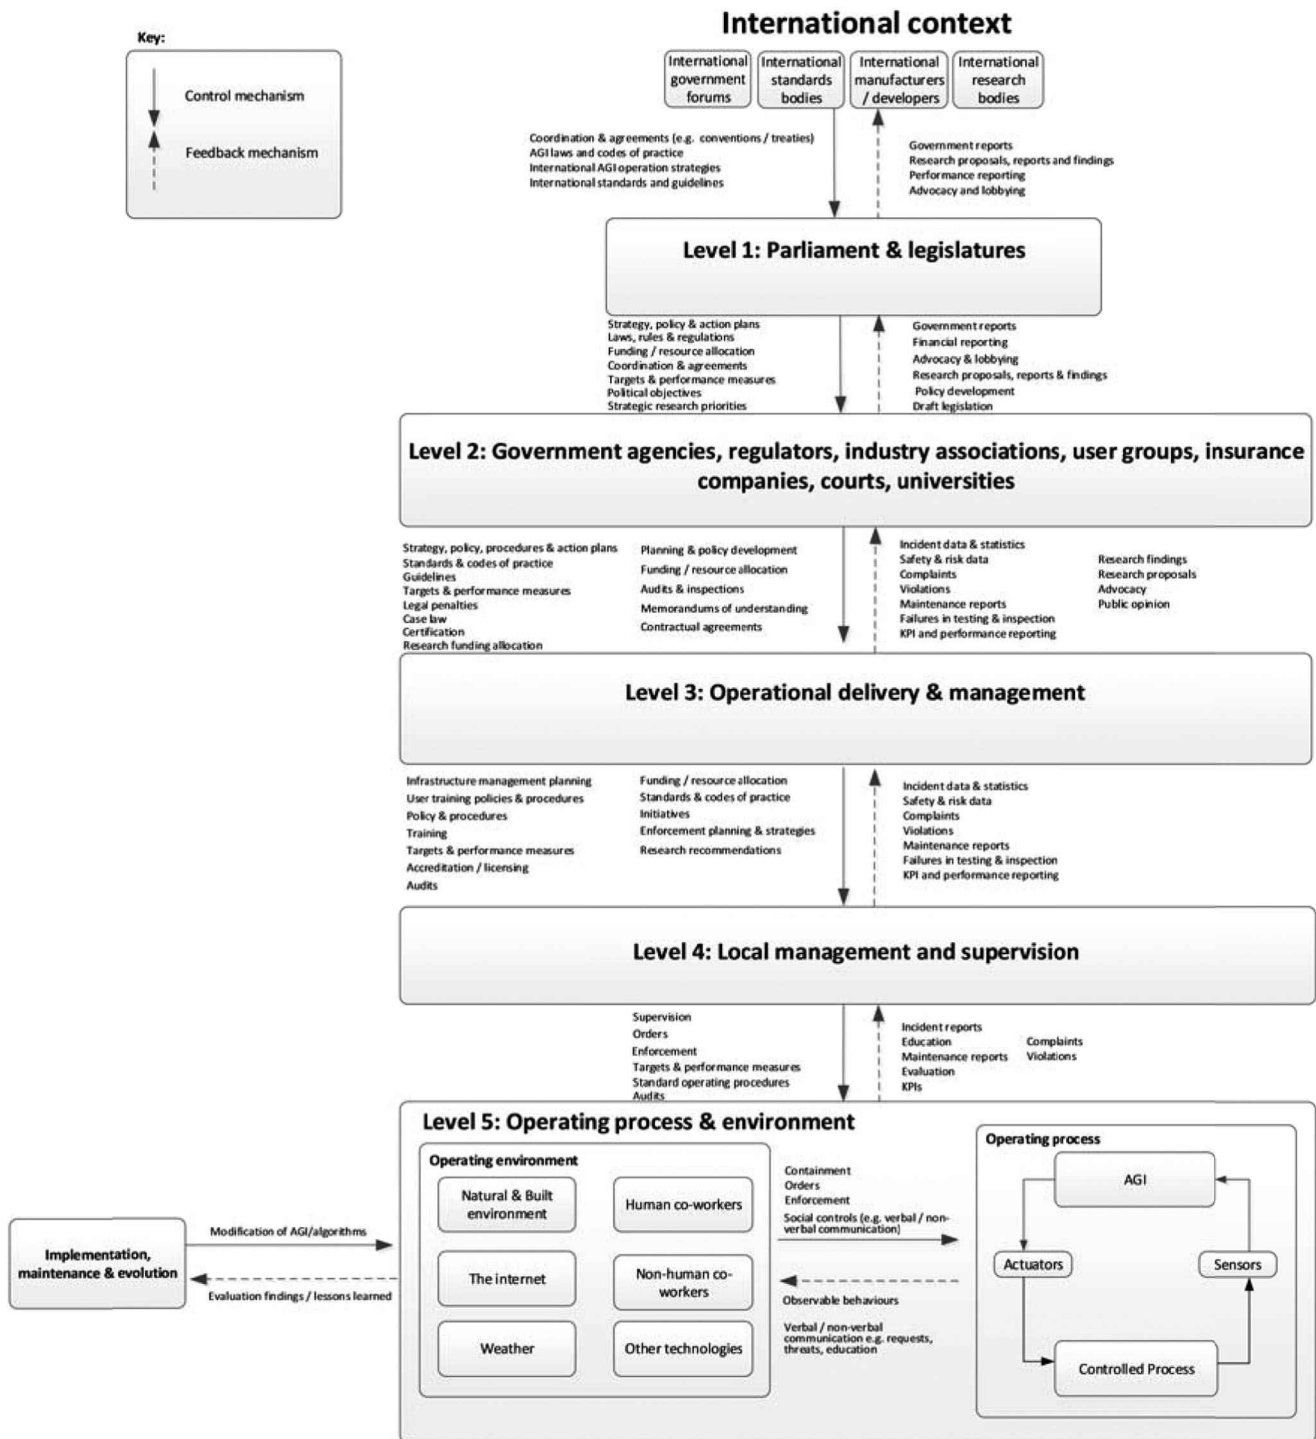 International context
Key:
Control mechanism
Feedback mechanism
International
government
forums
International
standards
bodies
International
manufacturers
/ developers
International
research
bodies
Coordination & agreements (e.g. conventions / treaties)
AGI laws and codes of practice
International AGI operation strategies
International standards and guidelines
Government reports
Research proposals, reports and findings
Performance reporting
Advocacy and lobbying
Level 1: Parliament & legislatures
Strategy, policy & action plans
Laws, rules & regulations
Funding / resource allocation
Coordination & agreements
Targets & performance measures
Political objectives
Strategic research priorities
Government reports
Financial reporting
Advocacy & lobbying
Research proposals, reports & findings
Policy development
Draft legislation
Level 2: Government agencies, regulators, industry associations, user groups, insurance
companies, courts, universities
Strategy, policy, procedures & action plans
Standards & codes of practice
Guidelines
Targets & performance measures
Legal penalties
Case law
Certification
Research funding allocation
Planning & policy development
Funding / resource allocation
Audits & inspections
Memorandums of understanding
Contractual agreements
Incident data & statistics
Safety & risk data
Complaints
Violations
Maintenance reports
Failures in testing & inspection
KPI and performance reporting
Research findings
Research proposals
Advocacy
Public opinion
Level 3: Operational delivery & management
Infrastructure management planning
User training policies & procedures
Policy & procedures
Training
Targets & performance measures
Accreditation / licensing
Audits
Funding / resource allocation
Standards & codes of practice
Initiatives
Enforcement planning & strategies
Research recommendations
Incident data & statistics
Safety & risk data
Complaints
Violations
Maintenance reports
Failures in testing & inspection
KPI and performance reporting
Level 4: Local management and supervision
Supervision
Orders
Enforcement
Targets & performance measures
Standard operating procedures
Audits
Incident reports
Education
Maintenance reports
Evaluation
KPIs
Complaints
Violations
Level 5: Operating process & environment
Operating environment
Natural & Built
environment
Human co-workers
The internet
Non-human co-
workers
Weather
Other technologies
Containment
Orders
Enforcement
Social controls (e.g. verbal / non-
verbal communication)
Observable behaviours
Verbal / non-verbal
communication e.g. requests,
threats, education
Operating process
AGI
Actuators
Sensors
Controlled Process
Implementation,
maintenance & evolution
Modification of AGI/algorithms
Evaluation findings / lessons learned